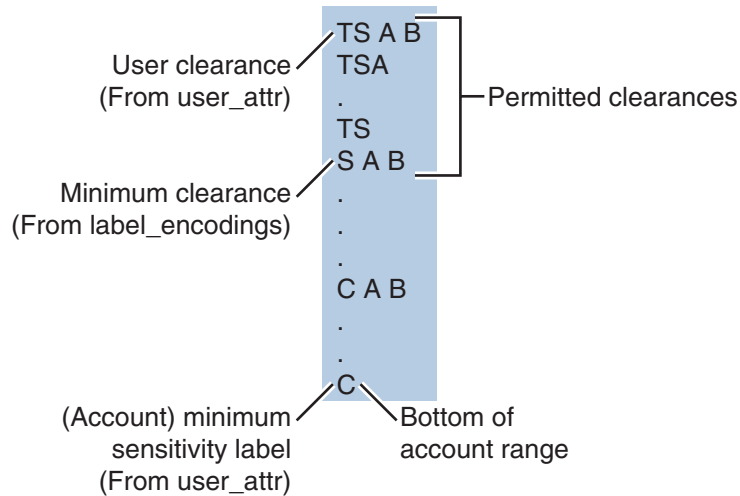 TS A B
User clearance
(From user_attr)
TSA
.
TS
Permitted clearances
S A B
Minimum clearance
(From label_encodings)
.
.
.
C A B
.
.
C
(Account) minimum
sensitivity label
(From user_attr)
Bottom of
account range